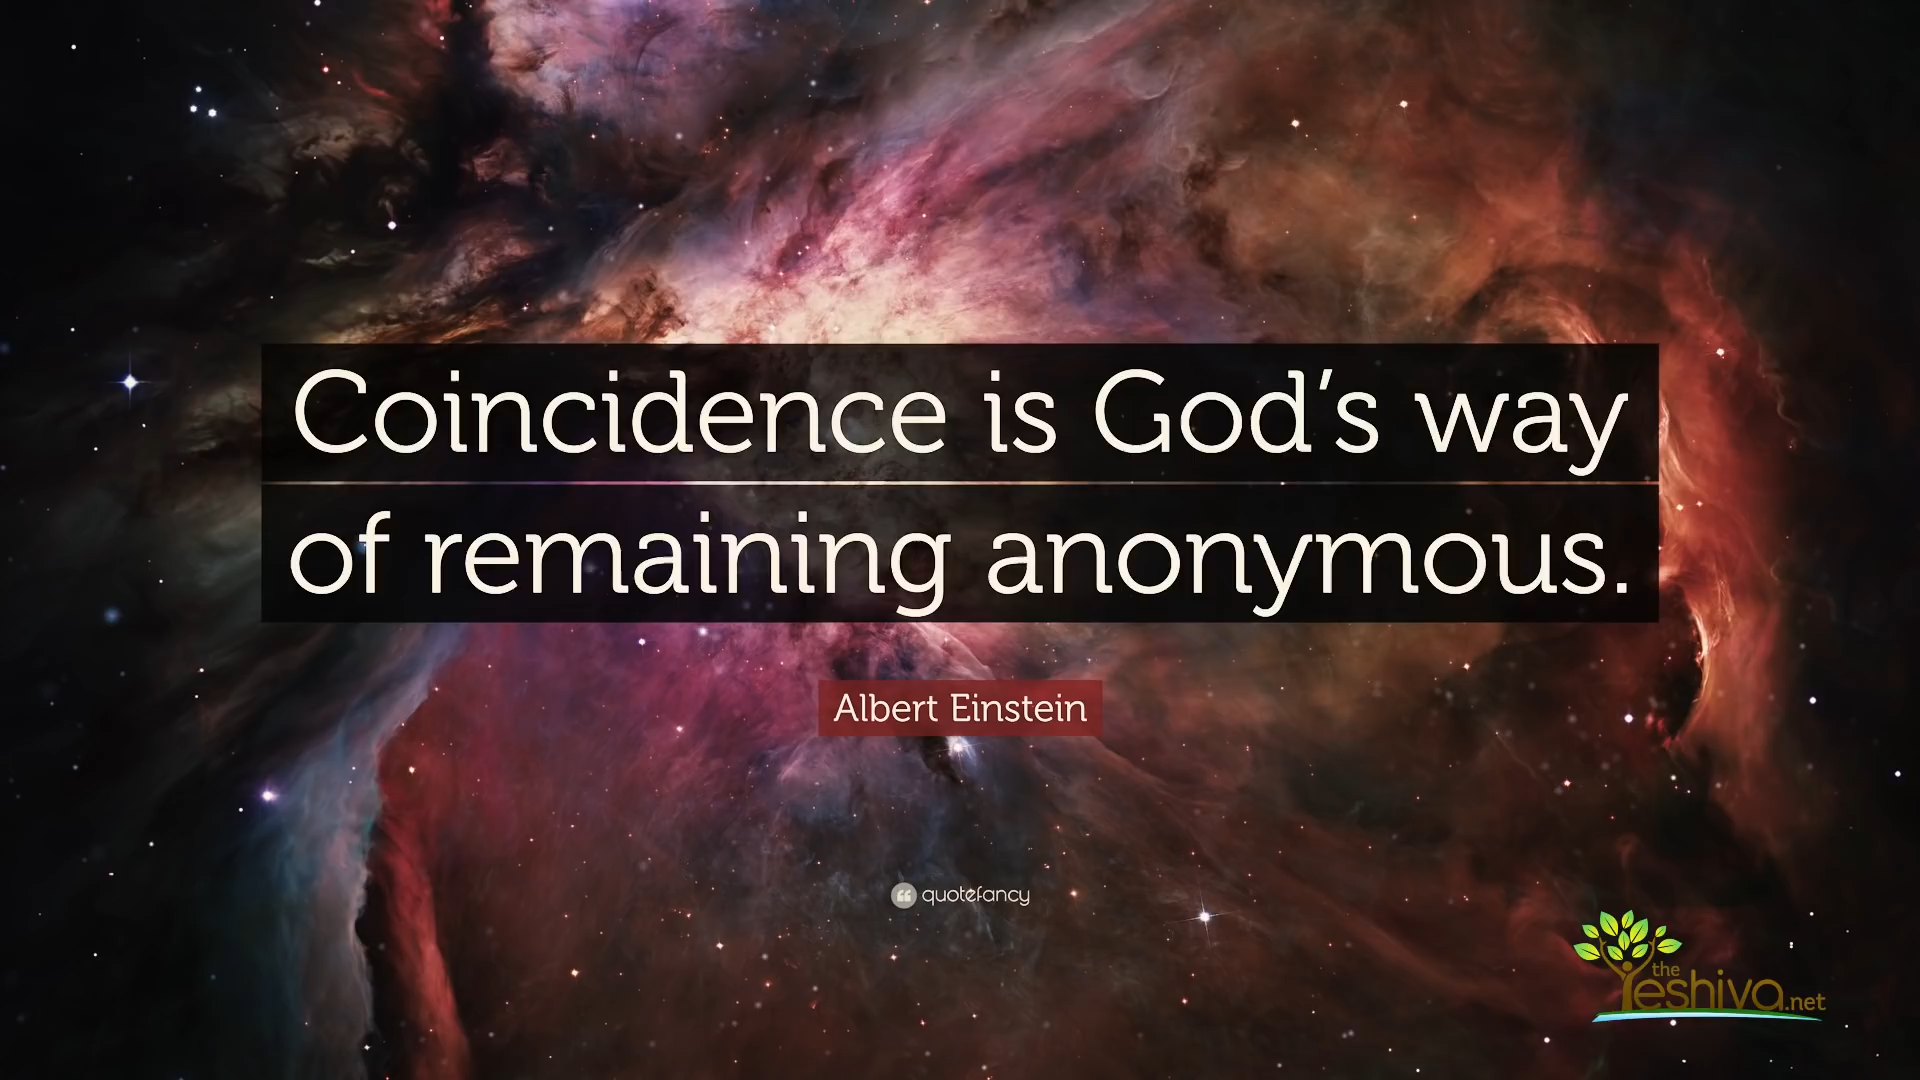 Coincidence is God’s way
of remaining anonymous.
Albert Einstein
quotefancy
the
Yeshiva.net